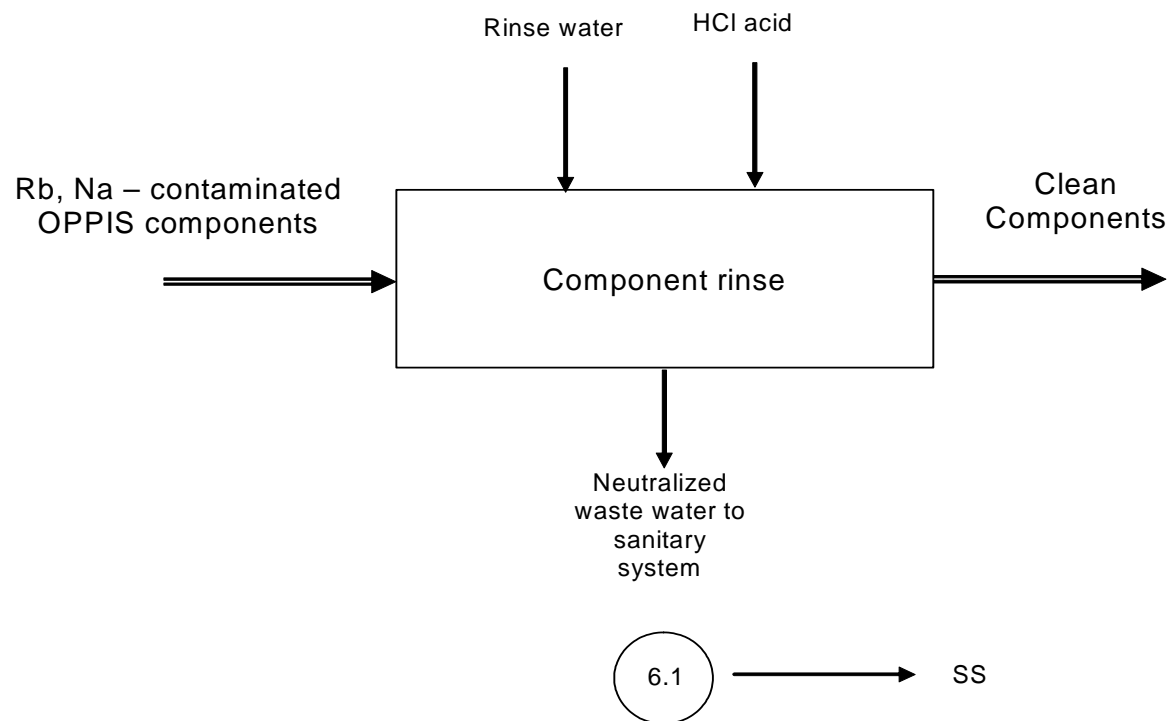 Rinse water
HCl acid
Rb, Na – contaminated
OPPIS components
Clean
Components
Component rinse
Neutralized
waste water to
sanitary
system
6.1
SS